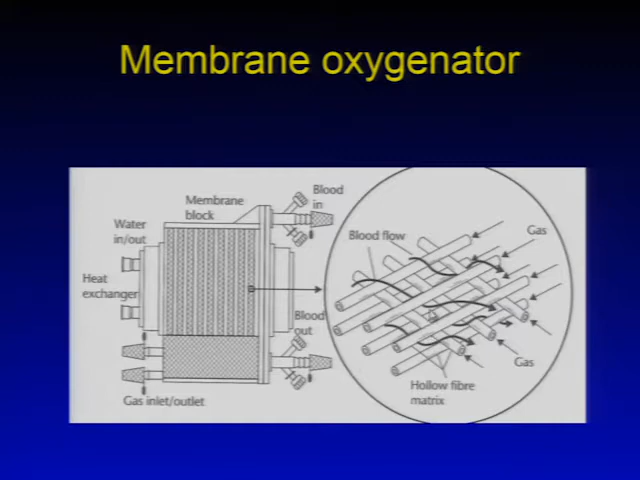 Membrane oxygenator
Membrane
block
Blood
in
Water
in/out
Blood flow
Gas
Heat
exchanger
Blood
out
Gas
Hollow fibre
matrix
Gas inlet/outlet